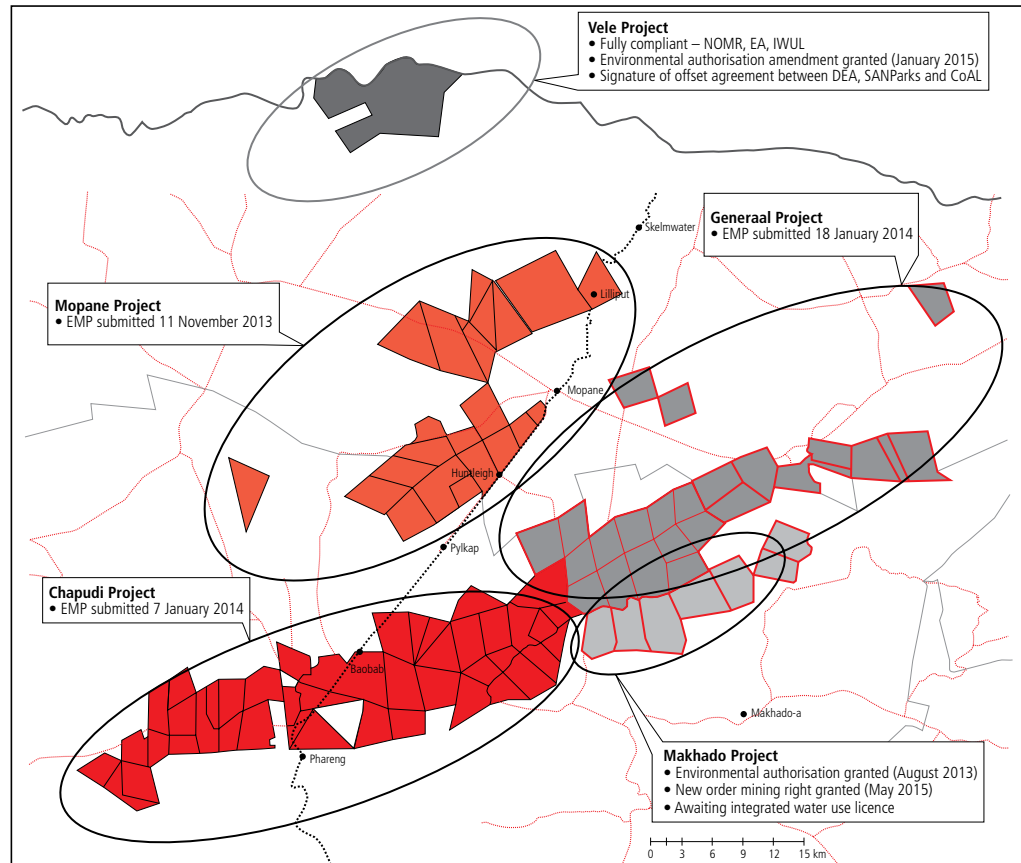 Vele Project
• Fully compliant – NOMR, EA, IWUL
• Environmental authorisation amendment granted (January 2015)
• Signature of offset agreement between DEA, SANParks and CoAL
Generaal Project
• EMP submitted 18 January 2014
Skelmwater
Mopane Project
• EMP submitted 11 November 2013
Lilliput
Mopane
Huntleigh
Pylkap
Chapudi Project
• EMP submitted 7 January 2014
Baobab
Makhado-a
Phareng
Makhado Project
• Environmental authorisation granted (August 2013)
• New order mining right granted (May 2015)
• Awaiting integrated water use licence
0 3 6 9 12 15 km